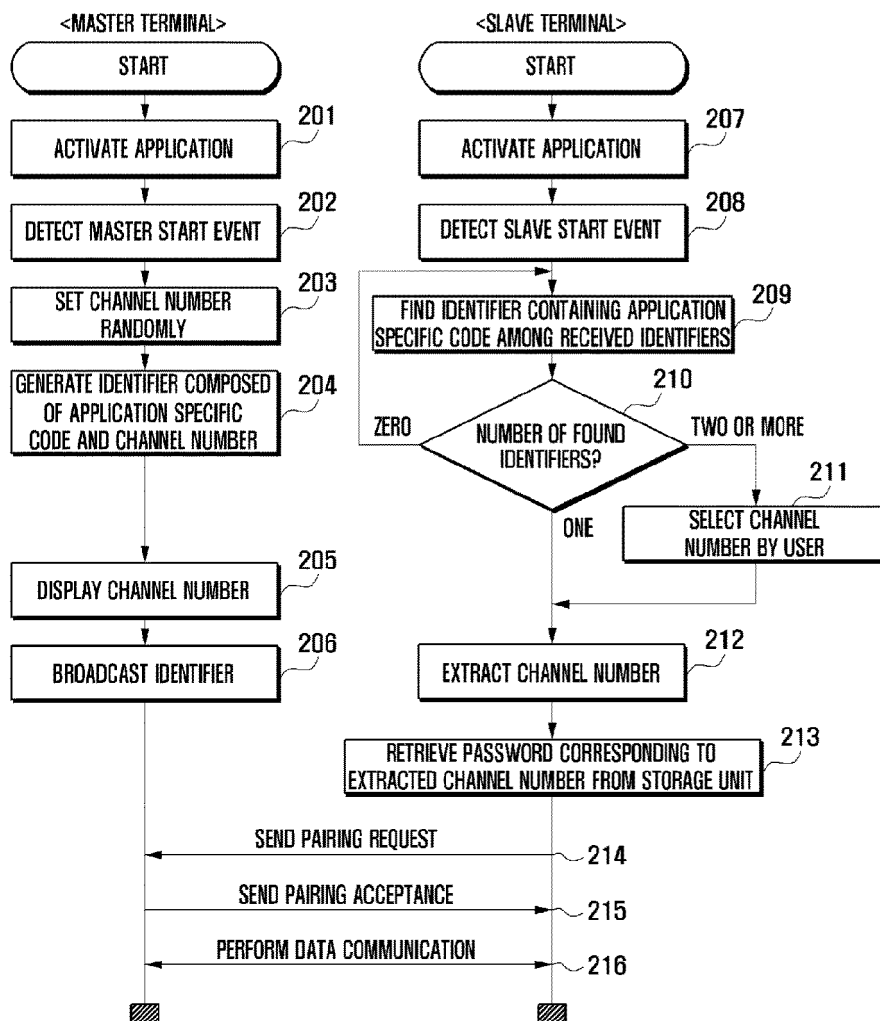 <MASTER TERMINAL>
START
201
ACTIVATE APPLICATION
202
DETECT MASTER START EVENT
203
SET CHANNEL NUMBER
RANDOMLY
204
GENERATE IDENTIFIER COMPOSED
OF APPLICATION SPECIFIC
CODE AND CHANNEL NUMBER
205
DISPLAY CHANNEL NUMBER
206
BROADCAST IDENTIFIER
<SLAVE TERMINAL>
START
207
ACTIVATE APPLICATION
208
DETECT SLAVE START EVENT
209
FIND IDENTIFIER CONTAINING APPLICATION
SPECIFIC CODE AMONG RECEIVED IDENTIFIERS
210
ZERO
NUMBER OF FOUND
IDENTIFIERS?
TWO OR MORE
211
SELECT CHANNEL
NUMBER BY USER
ONE
212
EXTRACT CHANNEL NUMBER
213
RETRIEVE PASSWORD CORRESPONDING TO
EXTRACTED CHANNEL NUMBER FROM STORAGE UNIT
SEND PAIRING REQUEST
214
SEND PAIRING ACCEPTANCE
215
PERFORM DATA COMMUNICATION
216